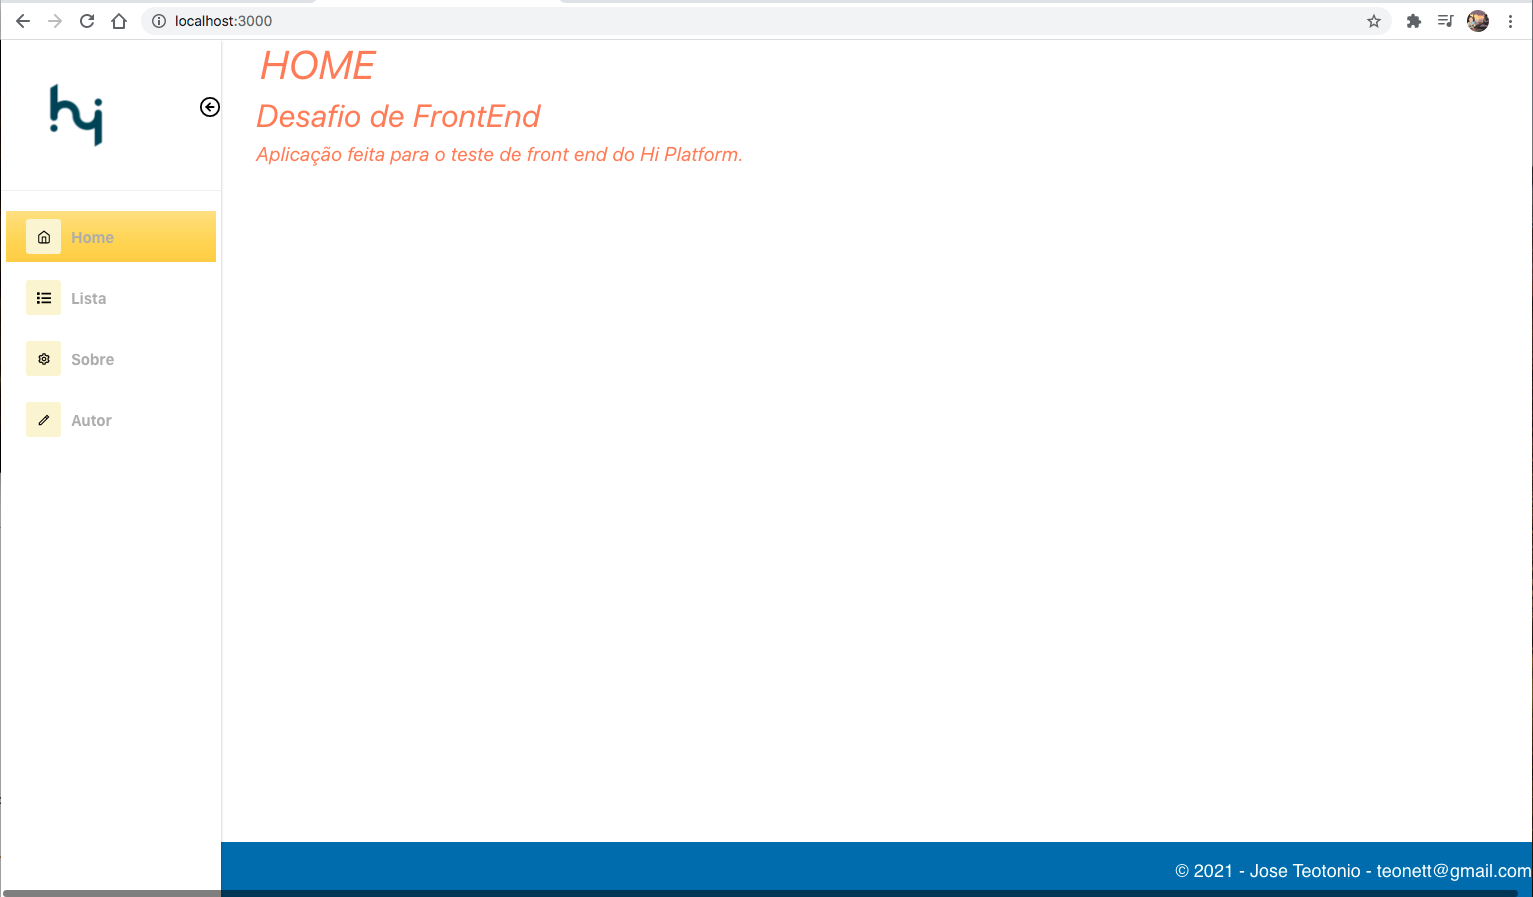 localhost:3000
hi
HOME
Desafio de FrontEnd
Aplicação feita para o teste de front end do Hi Platform.
Home
Lista
Sobre
Autor
© 2021 - Jose Teotonio - teonett@gmail.com